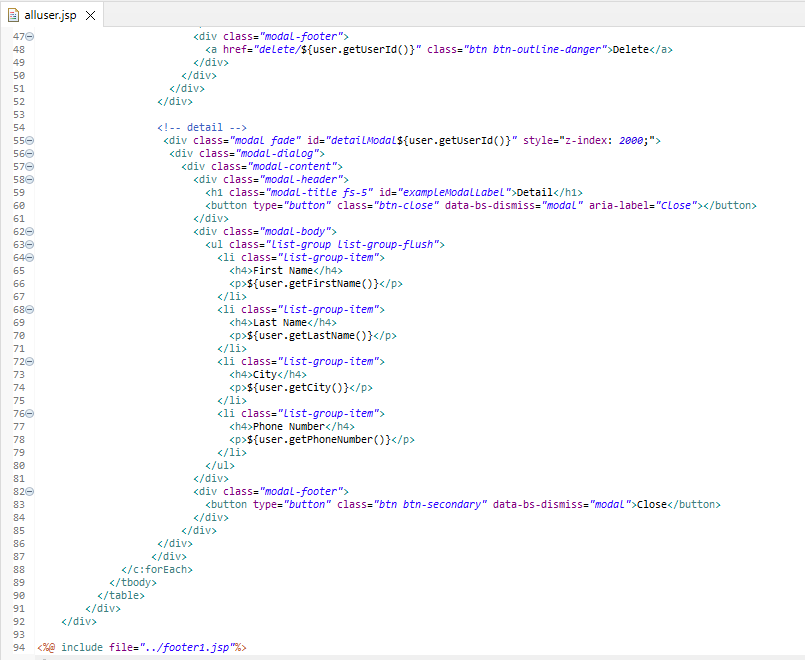 alluser.jsp
47 <div class="modal-footer">
48 <a href="delete/${user.getUserId()}" class="btn btn-outline-danger">Delete</a>
49 </div>
50 </div>
51 </div>
52 </div>
53
54 <!-- detail -->
55 <div class="modal fade" id="detailModal${user.getUserId()}" style="z-index: 2000;">
56 <div class="modal-dialog">
57 <div class="modal-content">
58 <div class="modal-header">
59 <h1 class="modal-title fs-5" id="exampleModalLabel">Detail</h1>
60 <button type="button" class="btn-close" data-bs-dismiss="modal" aria-label="Close"></button>
61 </div>
62 <div class="modal-body">
63 <ul class="list-group list-group-flush">
64 <li class="list-group-item">
65 <h4>First Name</h4>
66 <p>${user.getFirstName()}</p>
67 </li>
68 <li class="list-group-item">
69 <h4>Last Name</h4>
70 <p>${user.getLastName()}</p>
71 </li>
72 <li class="list-group-item">
73 <h4>City</h4>
74 <p>${user.getCity()}</p>
75 </li>
76 <li class="list-group-item">
77 <h4>Phone Number</h4>
78 <p>${user.getPhoneNumber()}</p>
79 </li>
80 </ul>
81 </div>
82 <div class="modal-footer">
83 <button type="button" class="btn btn-secondary" data-bs-dismiss="modal">Close</button>
84 </div>
85 </div>
86 </div>
87 </div>
88 </c:forEach>
89 </tbody>
90 </table>
91 </div>
92 </div>
93
94 <%@ include file="../footer1.jsp"%>